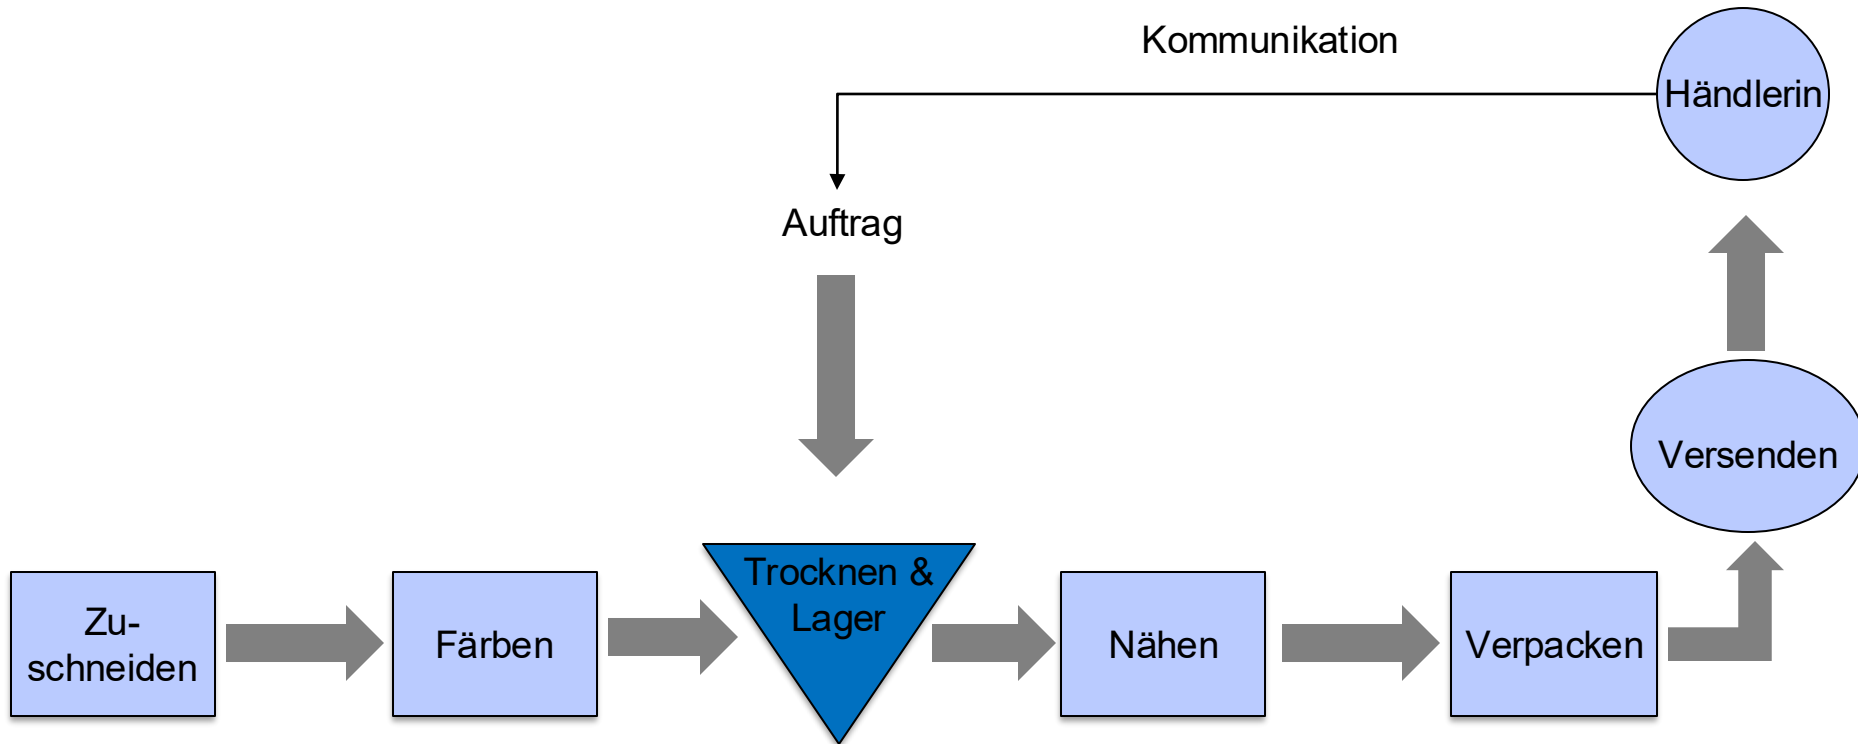 Kommunikation
Händlerin
Auftrag
Versenden
Zu-
schneiden
Färben
Trocknen &
Lager
Nähen
Verpacken